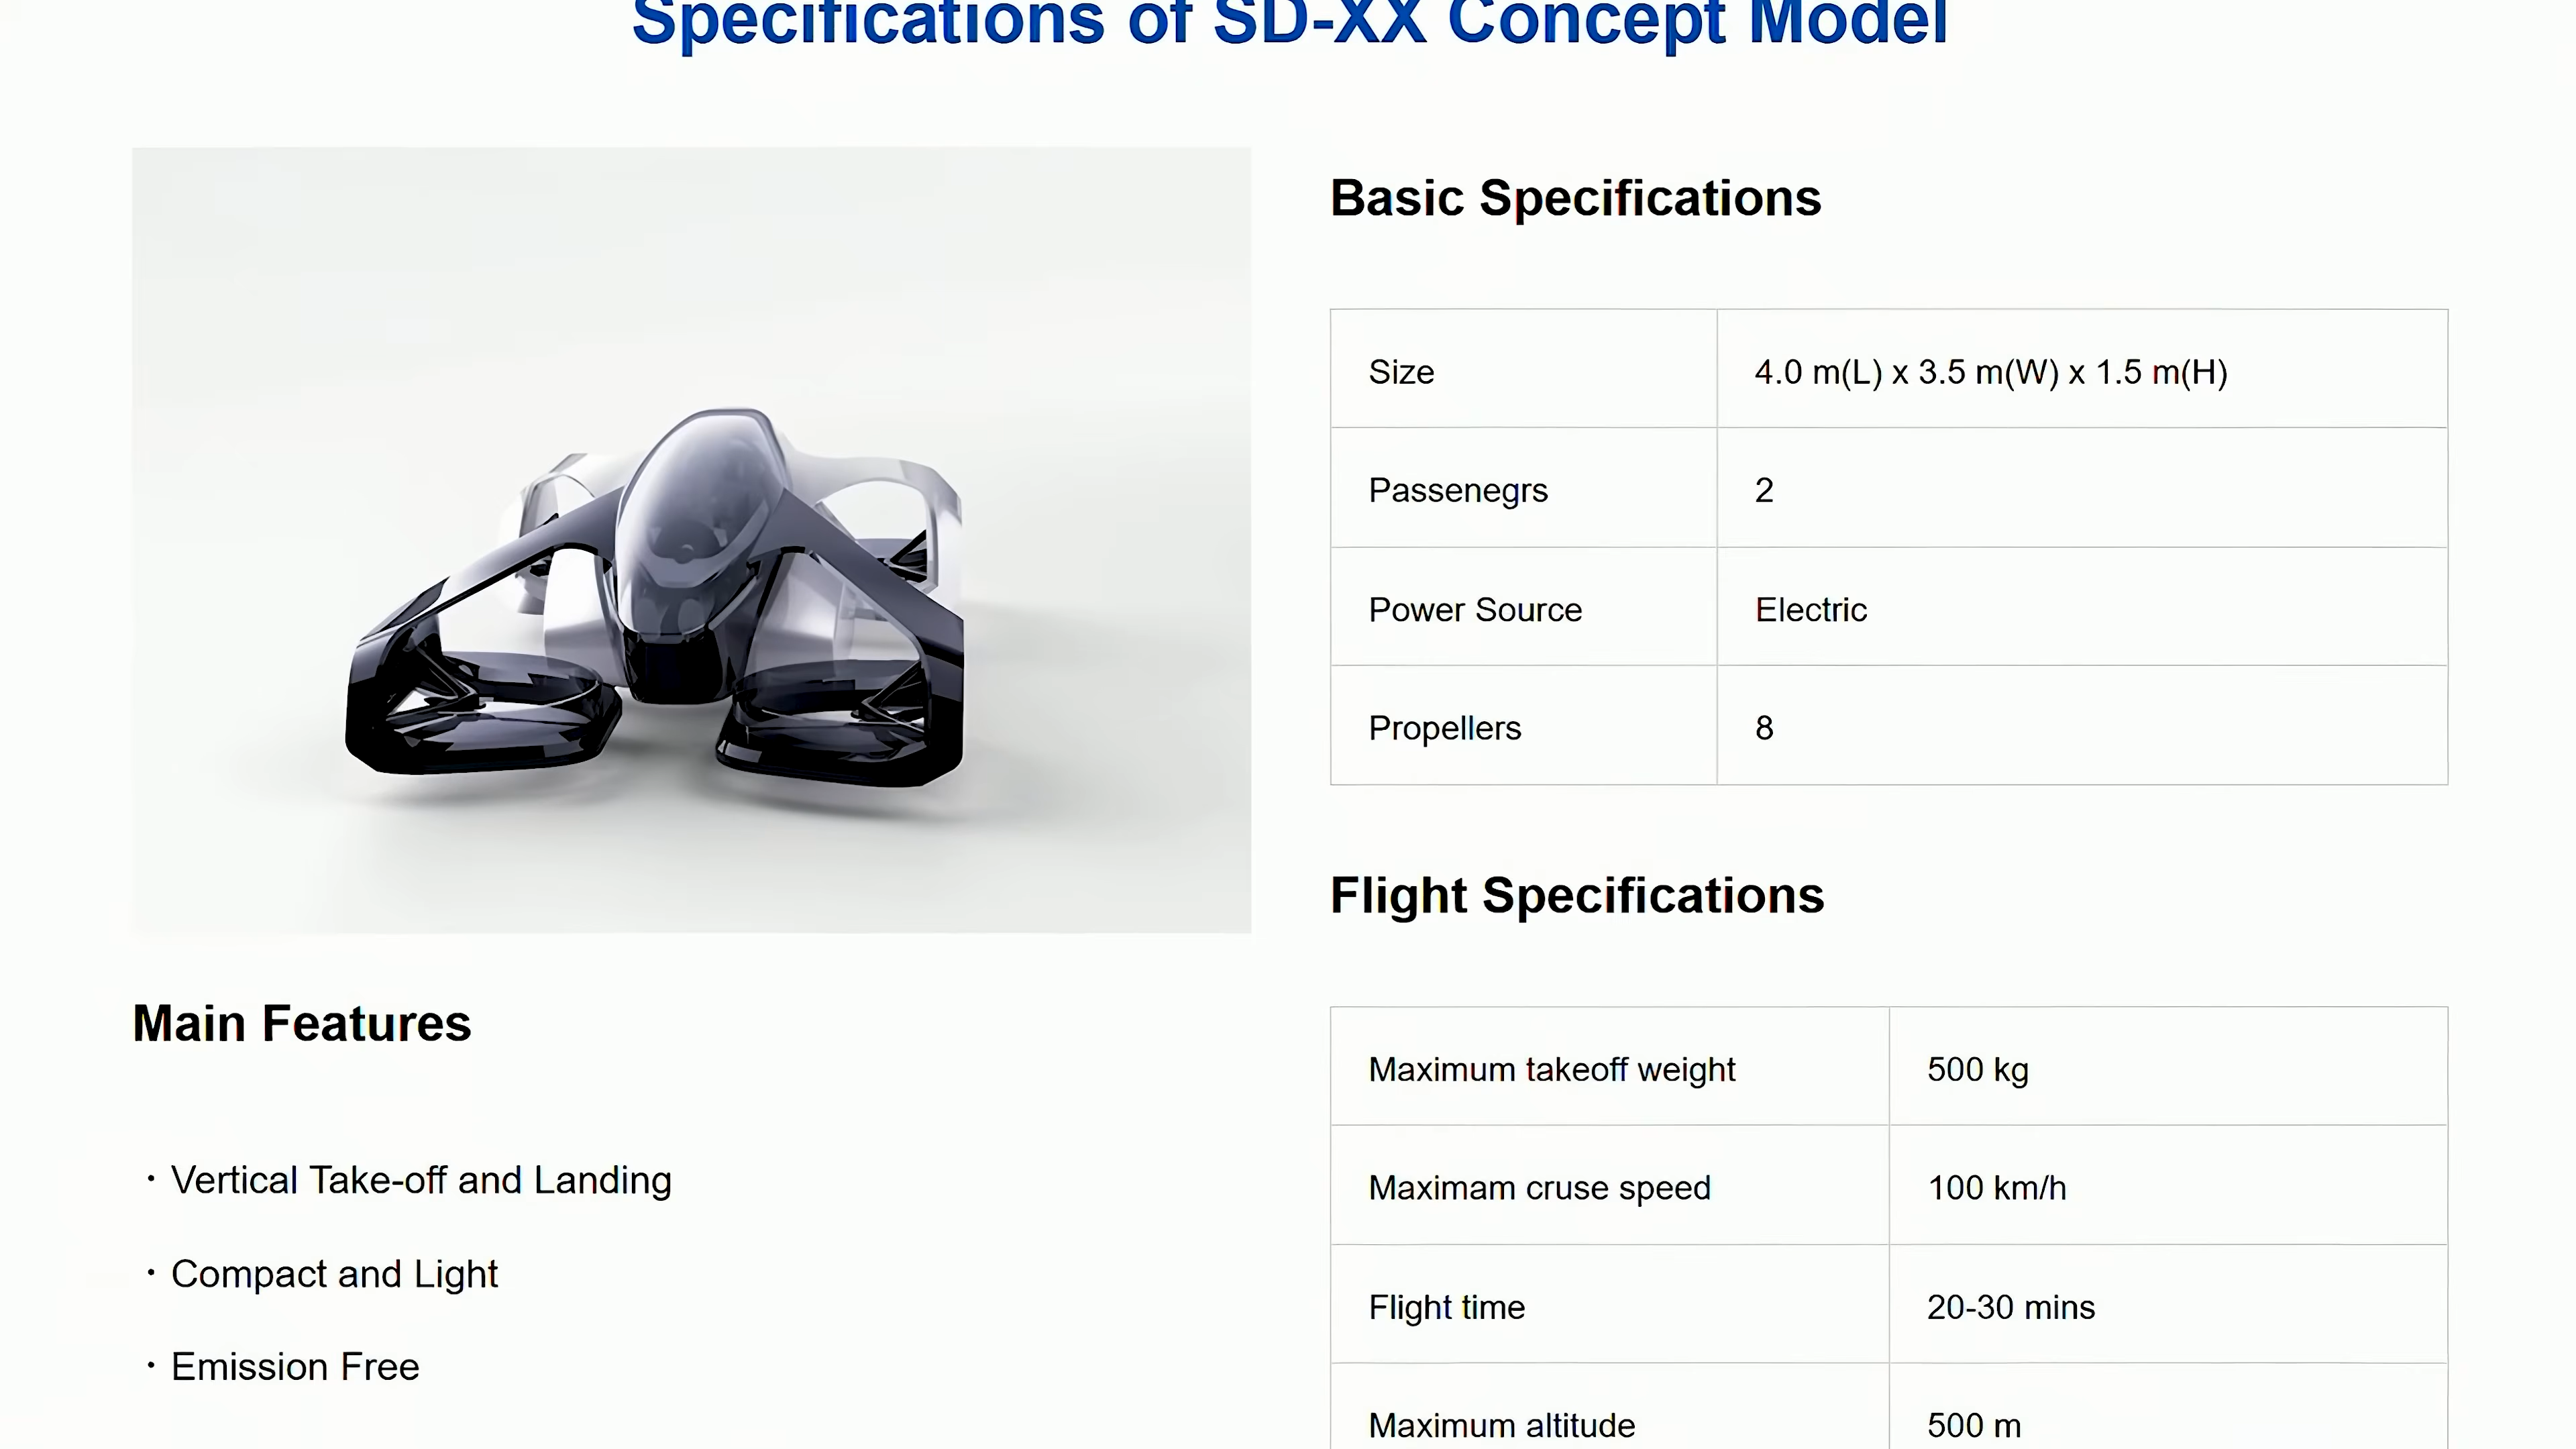 Specifications of SD-XX Concept Model
Basic Specifications
Size 4.0 m(L) x 3.5 m(W) x 1.5 m(H)
Passenegrs 2
Power Source Electric
Propellers 8
Flight Specifications
Maximum takeoff weight 500 kg
Maximam cruse speed 100 km/h
Flight time 20-30 mins
Maximum altitude 500 m
Main Features
・Vertical Take-off and Landing
・Compact and Light
・Emission Free